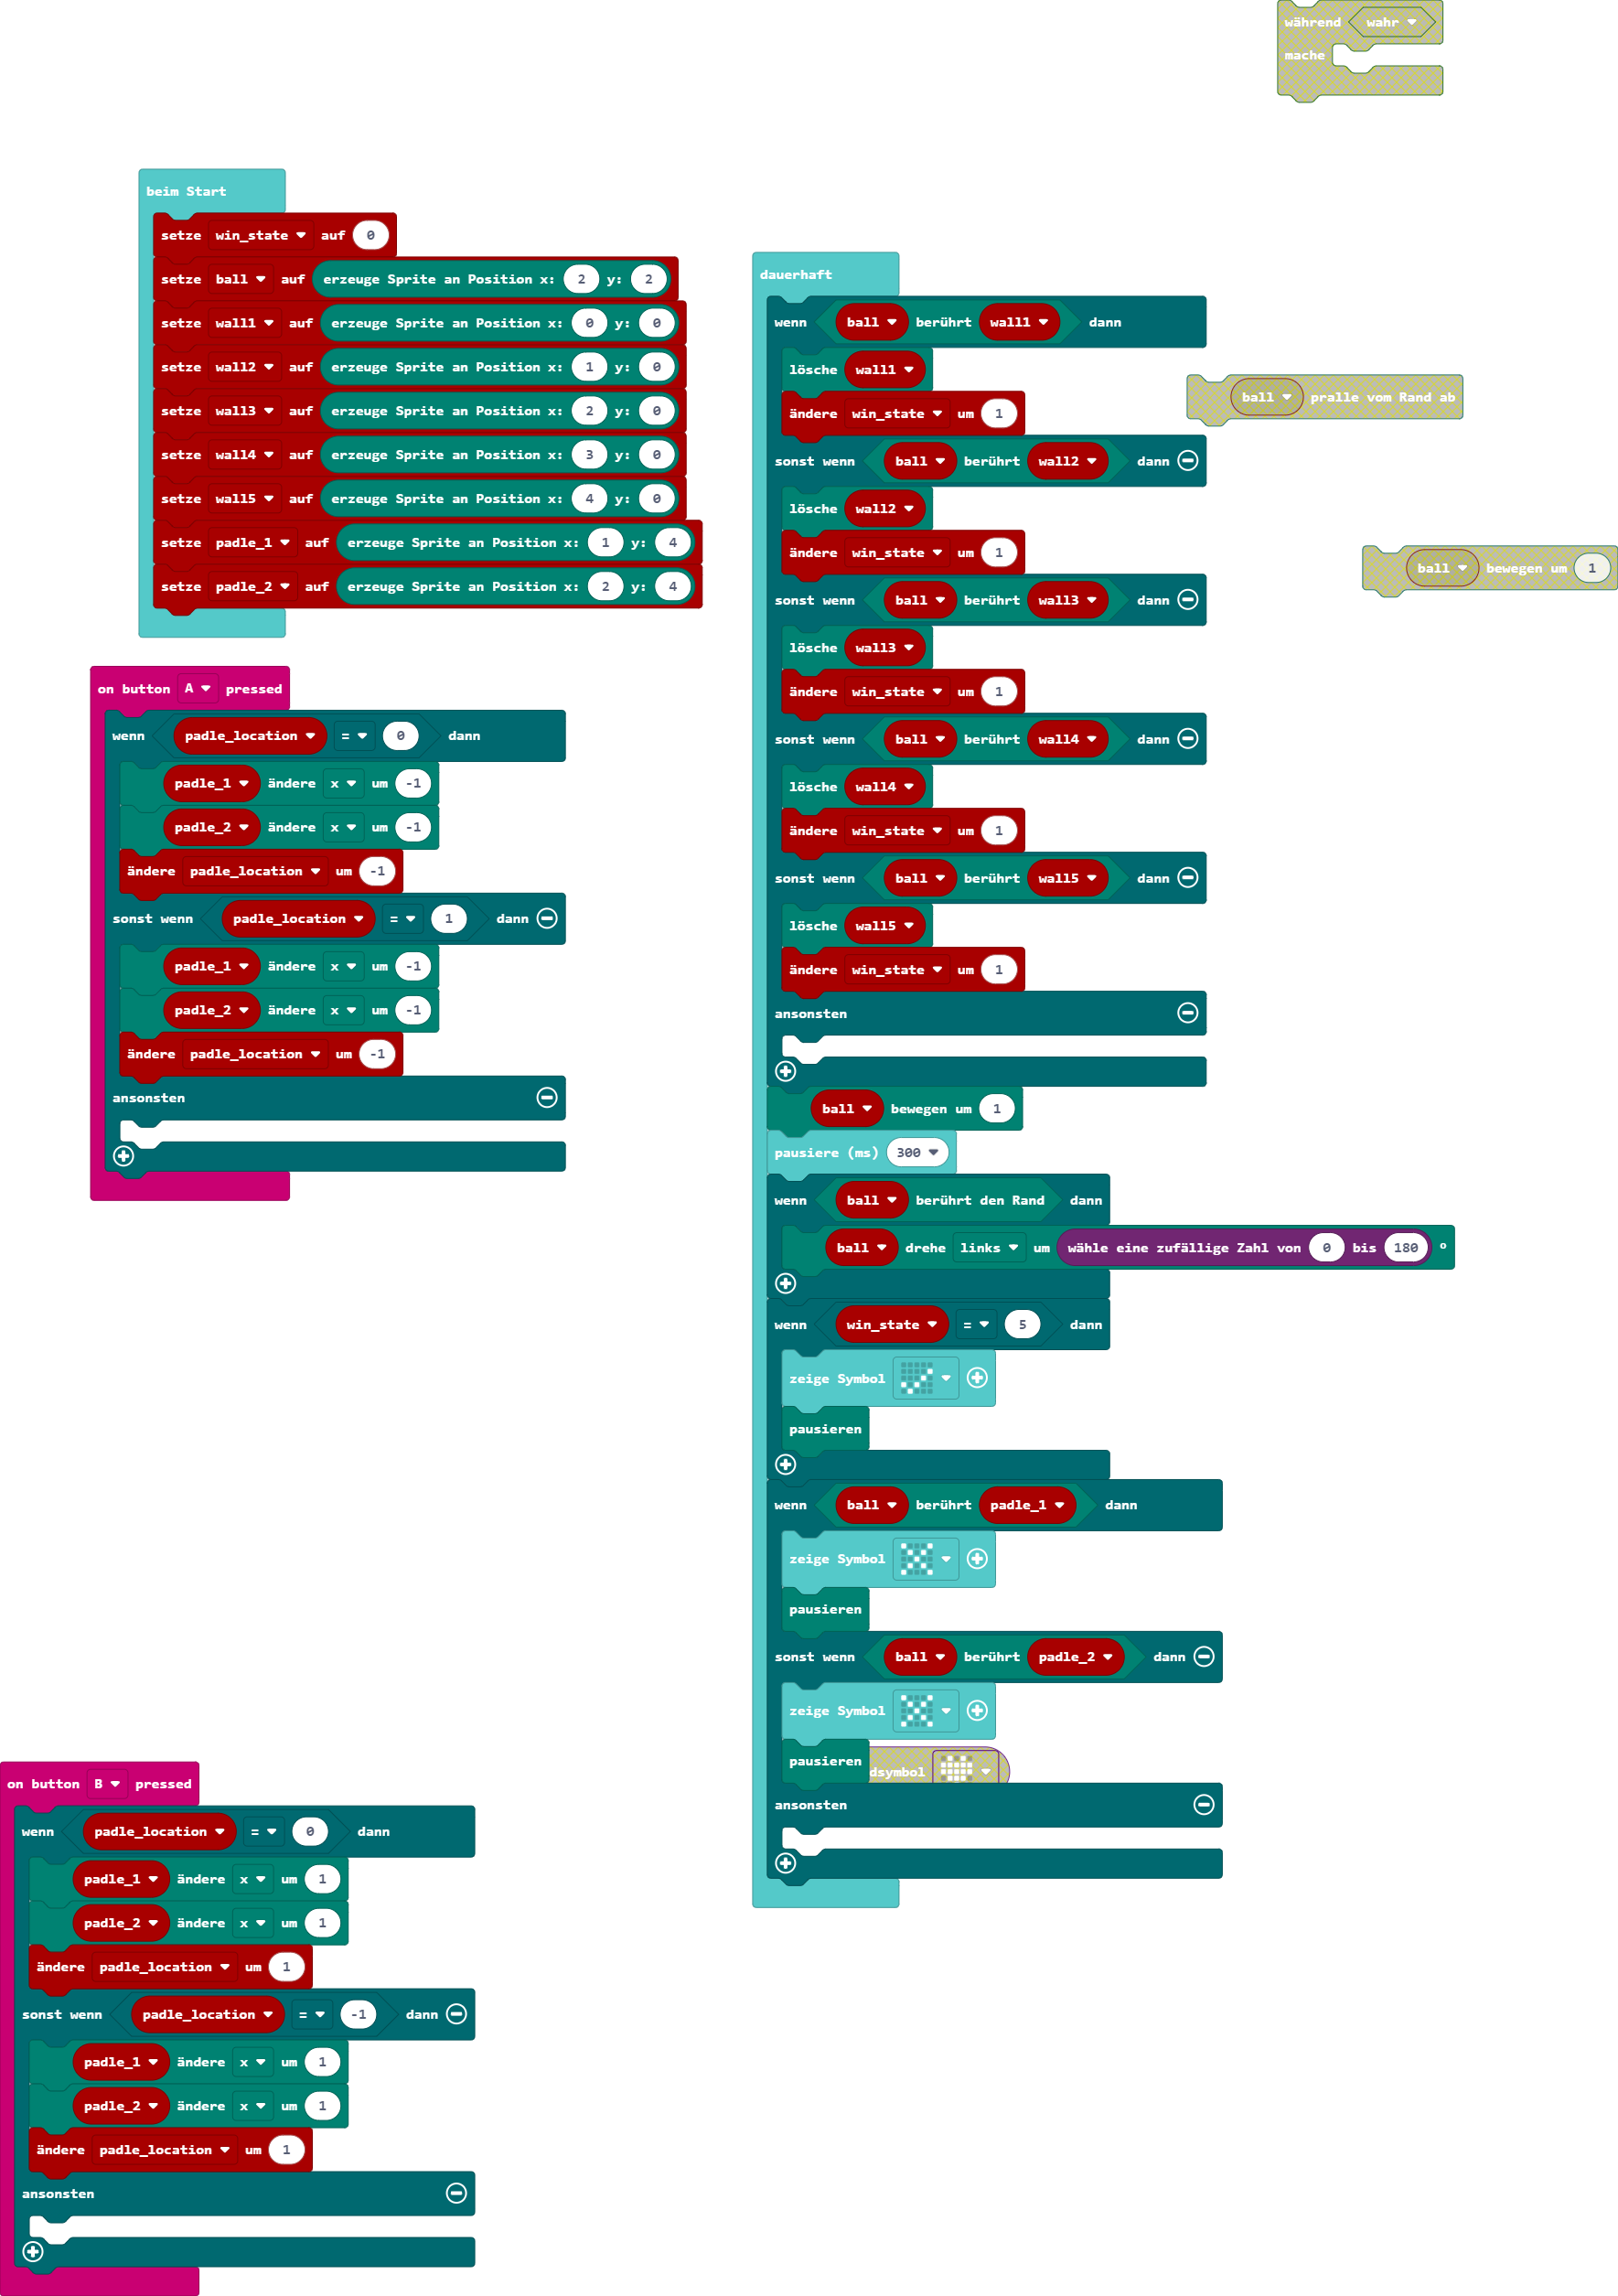 während wahr
mache
beim Start
setze win_state auf 0
setze ball auf erzeuge Sprite an Position x: 2 y: 2
setze wall1 auf erzeuge Sprite an Position x: 0 y: 0
setze wall2 auf erzeuge Sprite an Position x: 1 y: 0
setze wall3 auf erzeuge Sprite an Position x: 2 y: 0
setze wall4 auf erzeuge Sprite an Position x: 3 y: 0
setze wall5 auf erzeuge Sprite an Position x: 4 y: 0
setze padle_1 auf erzeuge Sprite an Position x: 1 y: 4
setze padle_2 auf erzeuge Sprite an Position x: 2 y: 4
on button A pressed
wenn padle_location = 0 dann
padle_1 ändere x um -1
padle_2 ändere x um -1
ändere padle_location um -1
sonst wenn padle_location = 1 dann
padle_1 ändere x um -1
padle_2 ändere x um -1
ändere padle_location um -1
ansonsten
on button B pressed
wenn padle_location = 0 dann
padle_1 ändere x um 1
padle_2 ändere x um 1
ändere padle_location um 1
sonst wenn padle_location = -1 dann
padle_1 ändere x um 1
padle_2 ändere x um 1
ändere padle_location um 1
ansonsten
dauerhaft
wenn ball berührt wall1 dann
lösche wall1
ändere win_state um 1
sonst wenn ball berührt wall2 dann
lösche wall2
ändere win_state um 1
sonst wenn ball berührt wall3 dann
lösche wall3
ändere win_state um 1
sonst wenn ball berührt wall4 dann
lösche wall4
ändere win_state um 1
sonst wenn ball berührt wall5 dann
lösche wall5
ändere win_state um 1
ansonsten
ball bewegen um 1
pausiere (ms) 300
wenn ball berührt den Rand dann
ball drehe links um wähle eine zufällige Zahl von 0 bis 180 °
wenn win_state = 5 dann
zeige Symbol
pausieren
wenn ball berührt padle_1 dann
zeige Symbol
pausieren
sonst wenn ball berührt padle_2 dann
zeige Symbol
pausieren
dsymbol
ansonsten
ball pralle vom Rand ab
ball bewegen um 1